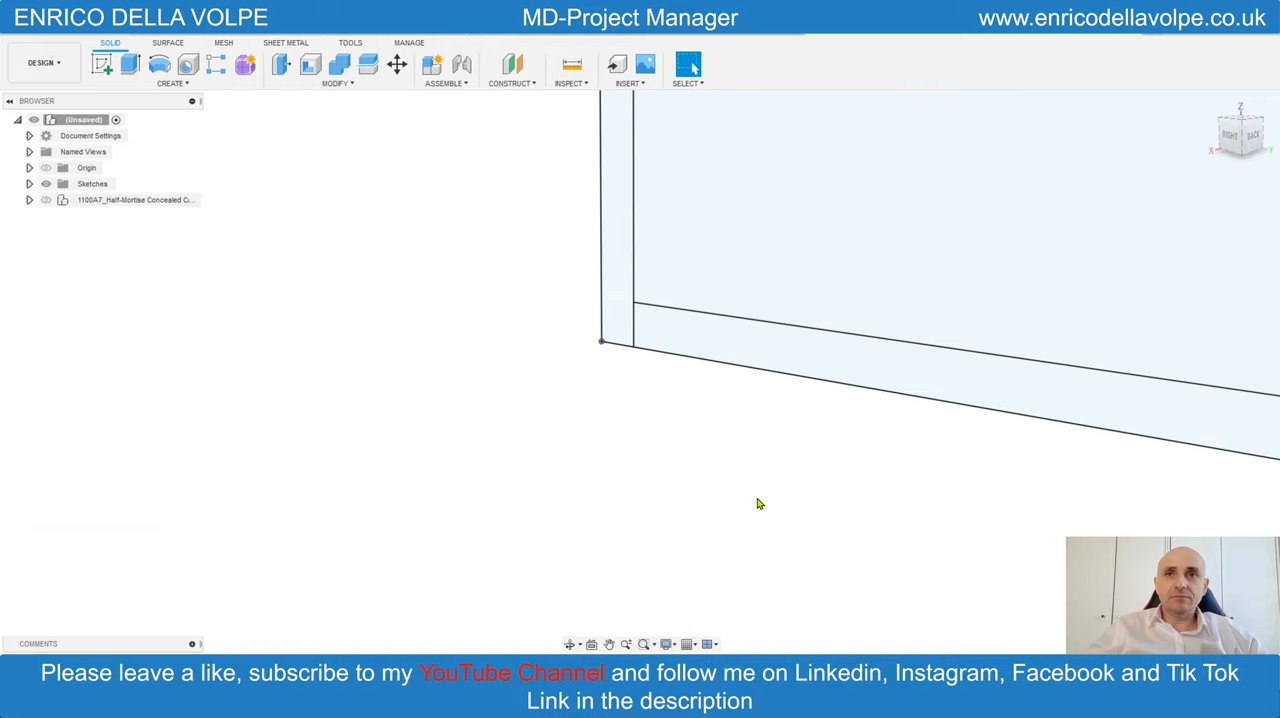 ENRICO DELLA VOLPE
MD-Project Manager
www.enricodellavolpe.co.uk
SOLID
SURFACE
MESH
SHEET METAL
TOOLS
MANAGE
DESIGN
CREATE
MODIFY
ASSEMBLE
CONSTRUCT
INSPECT
INSERT
SELECT
BROWSER
(Unsaved)
Document Settings
Named Views
Origin
Sketches
1100A7_Half-Mortise Concealed C...
Z
RIGHT
BACK
X
Y
COMMENTS
Please leave a like, subscribe to my YouTube Channel and follow me on Linkedin, Instagram, Facebook and Tik Tok
Link in the description